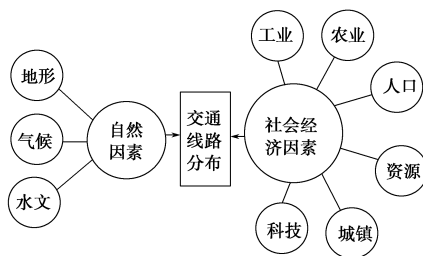 工业
农业
地形
人口
气候
自然
因素
交通
线路
分布
社会经
济因素
水文
资源
科技
城镇